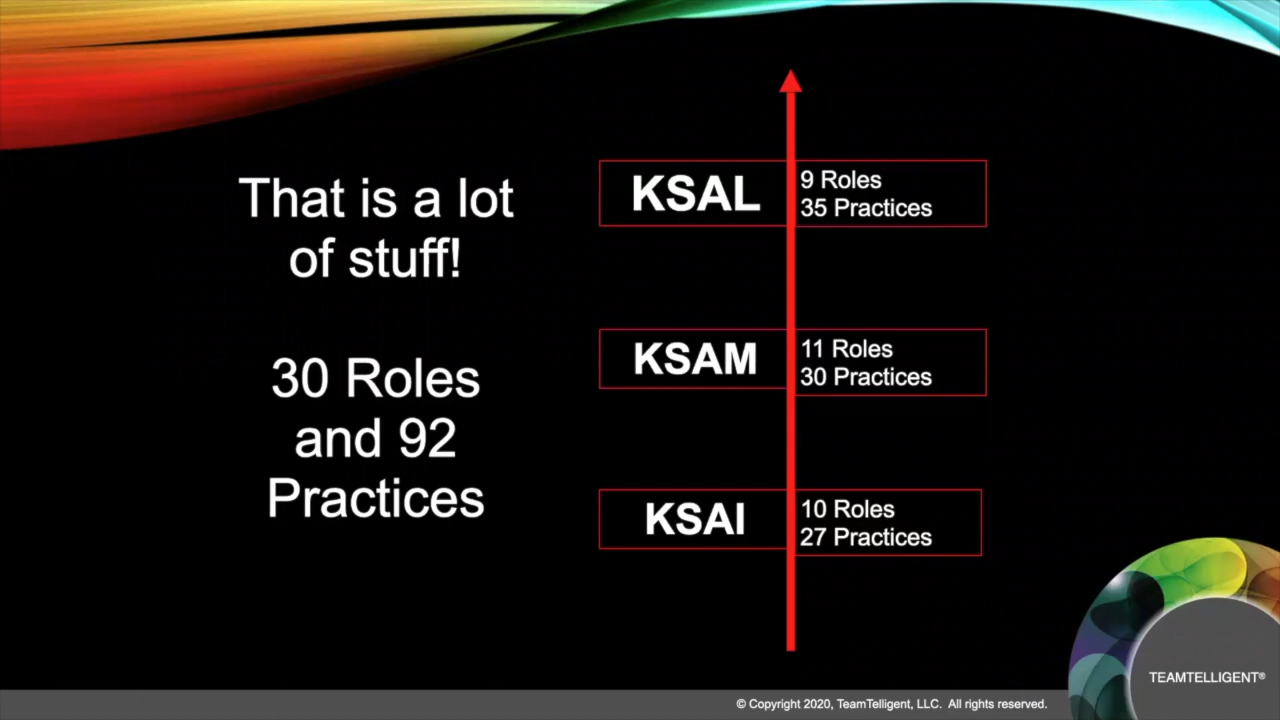 That is a lot
of stuff!
30 Roles
and 92
Practices
KSAL
9 Roles
35 Practices
KSAM
11 Roles
30 Practices
KSAI
10 Roles
27 Practices
TEAMTELLIGENT®
© Copyright 2020, TeamTelligent, LLC. All rights reserved.